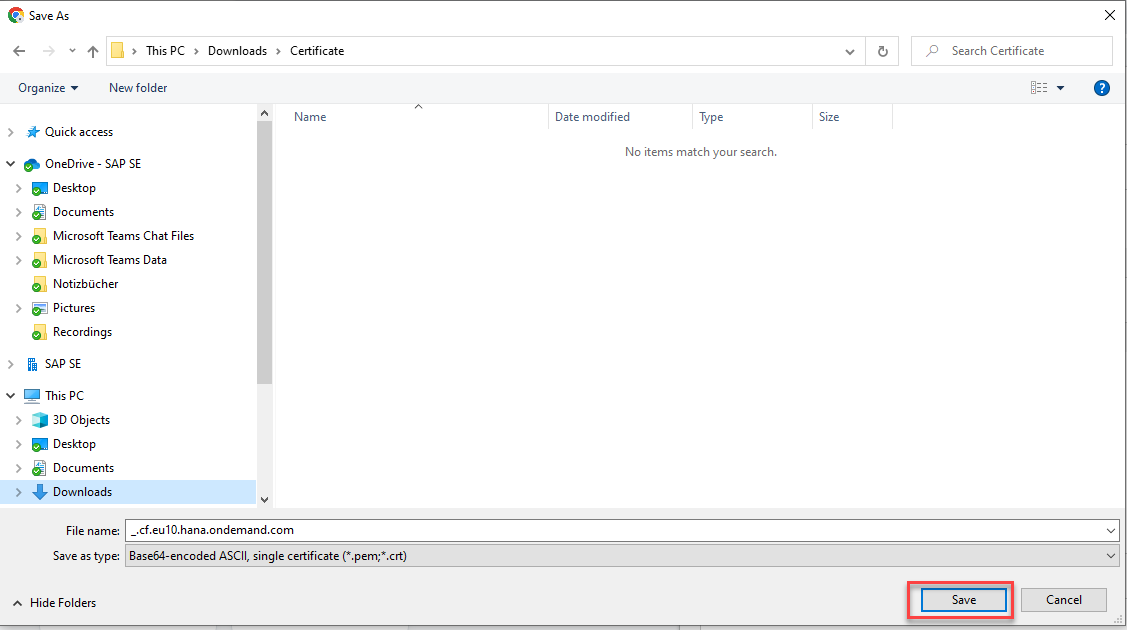 Save As
This PC > Downloads > Certificate
Search Certificate
Organize
New folder
?
Name
Date modified
Type
Size
No items match your search.
Quick access
OneDrive - SAP SE
Desktop
Documents
Microsoft Teams Chat Files
Microsoft Teams Data
Notizbücher
Pictures
Recordings
SAP SE
This PC
3D Objects
Desktop
Documents
Downloads
File name: _.cf.eu10.hana.ondemand.com
Save as type: Base64-encoded ASCII, single certificate (*.pem;*.crt)
Hide Folders
Save
Cancel